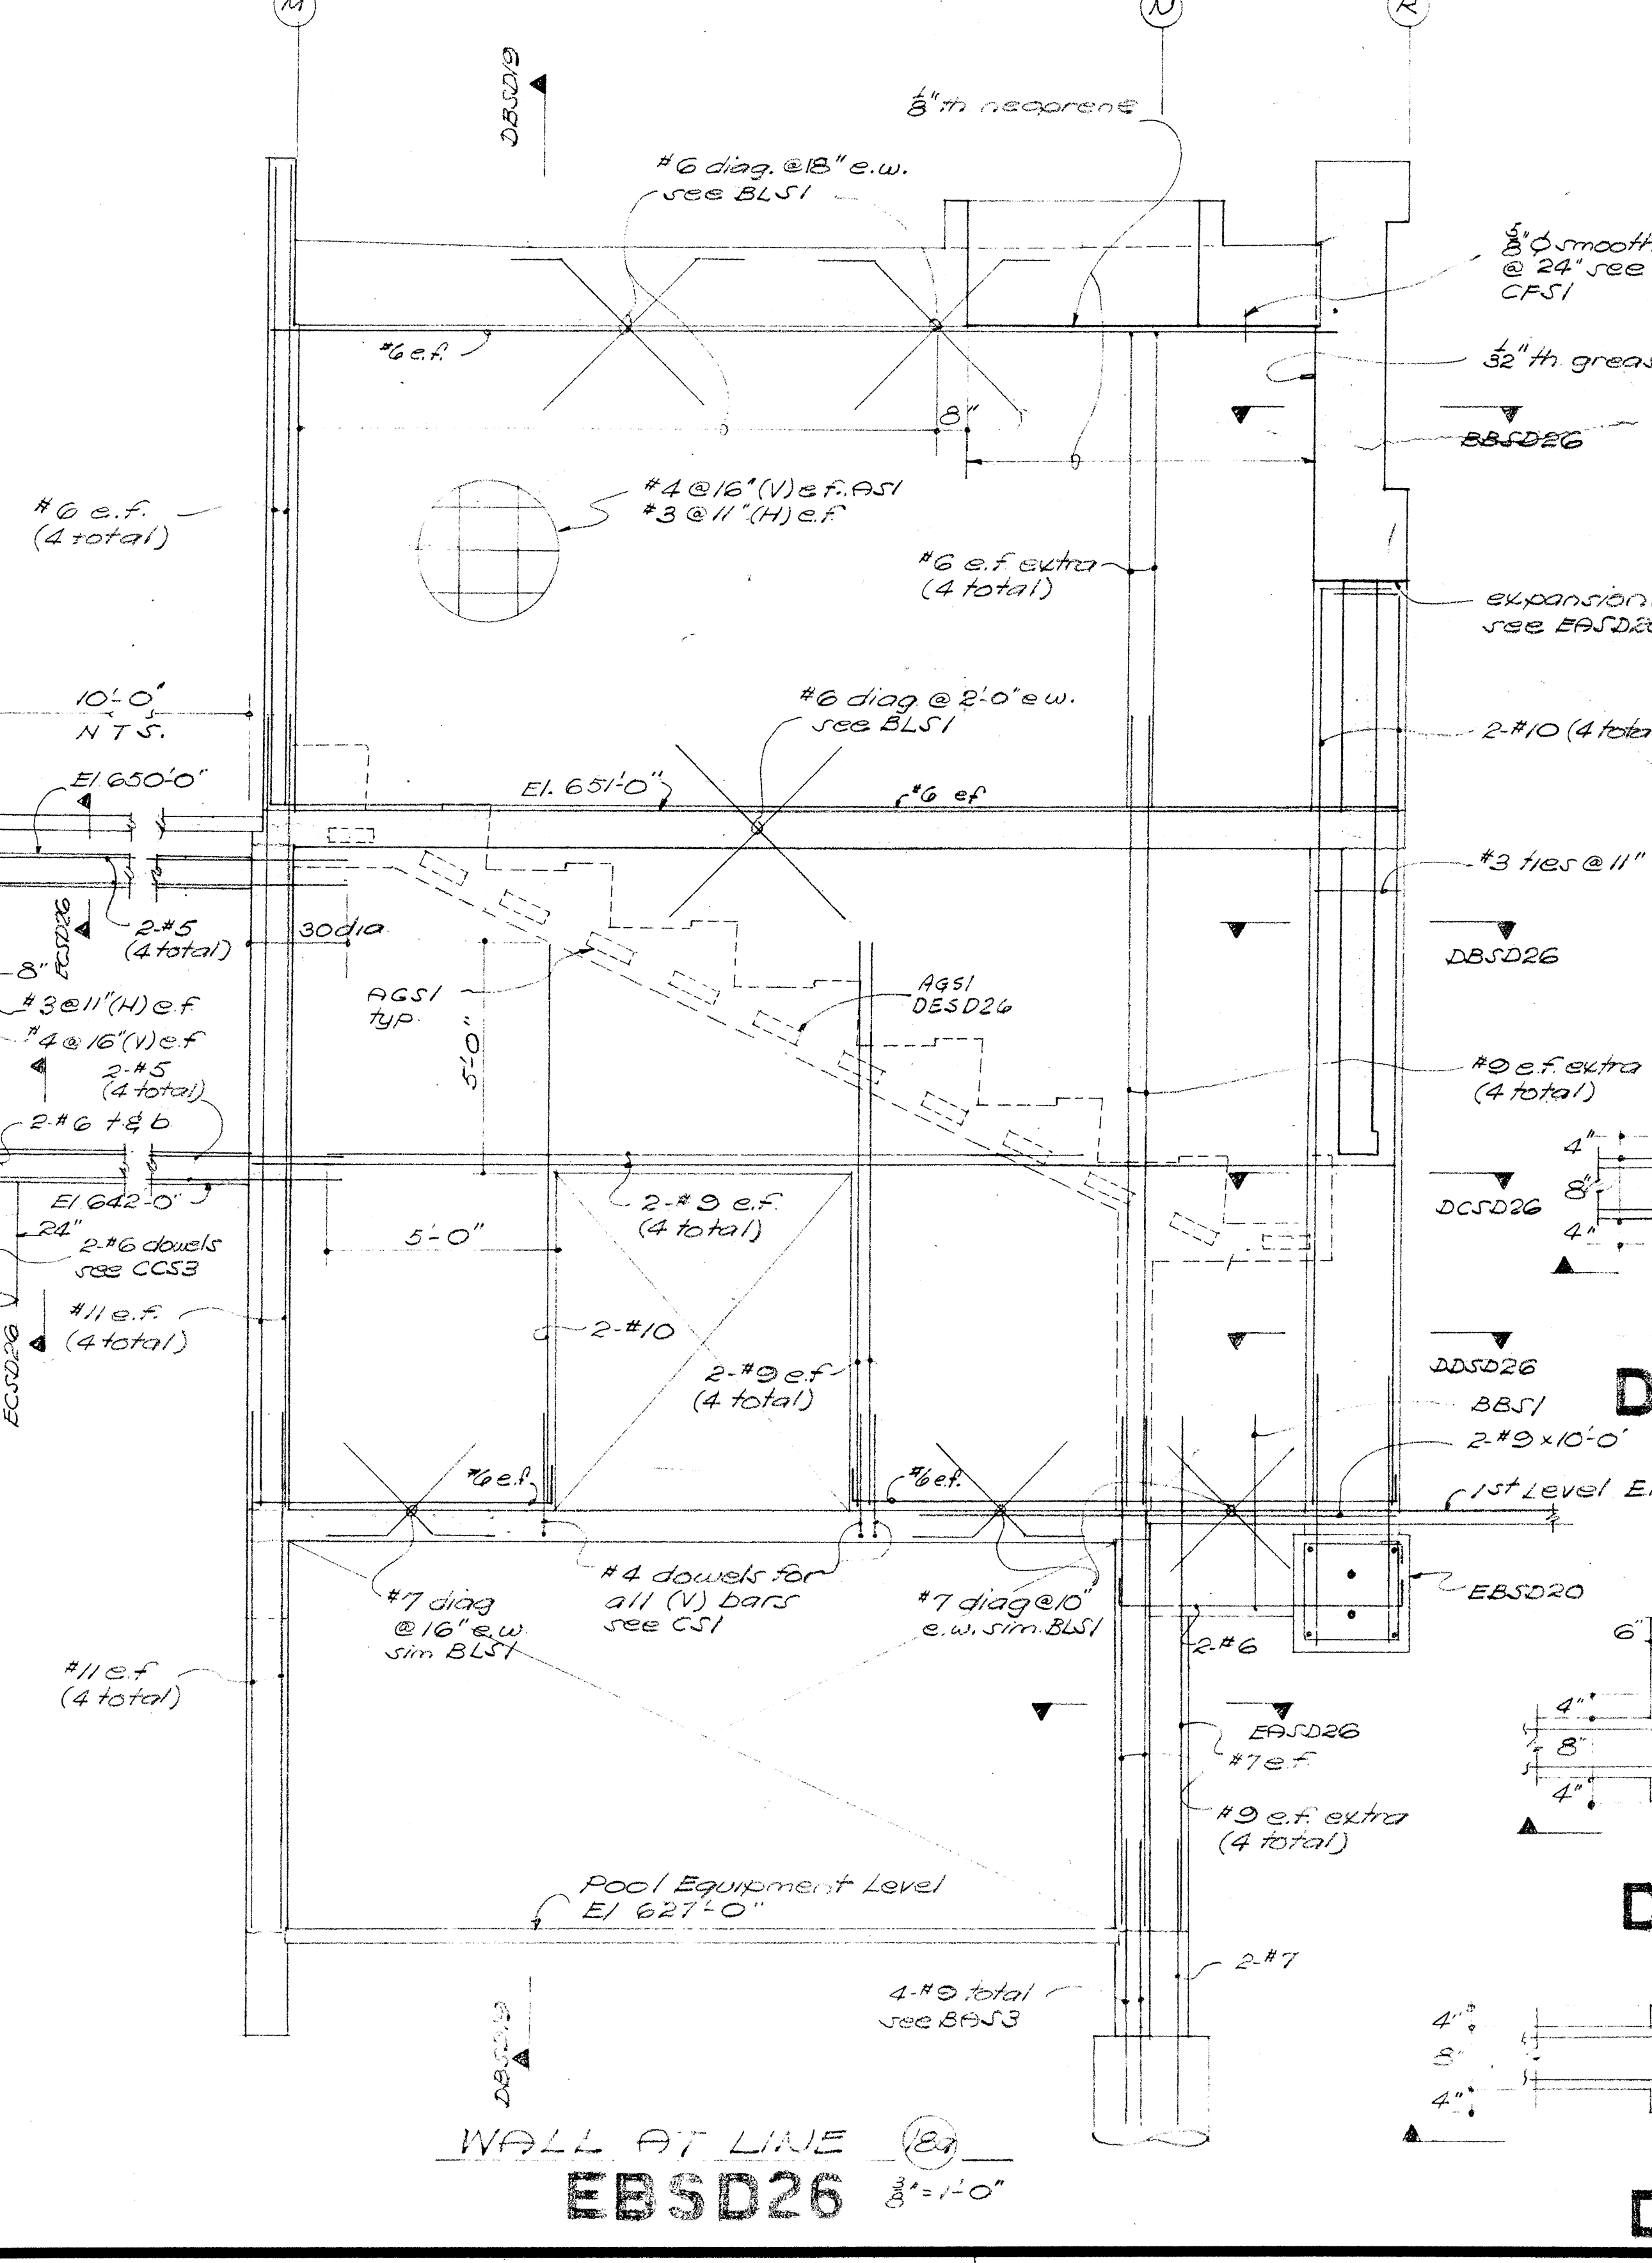 M
N
R
DBSD19
1/8" th neoprene
#6 diag. @18" e.w.
see BLS1
5/8" ϕ smooth
@ 24" see
CFS1
#6 e.f.
1/32" th greas
8"
BBSD26
#4 @ 16" (V) e.f. AS1
#3 @ 11" (H) e.f
#6 e.f.
(4 total)
#6 e.f extra
(4 total)
expansion
see EASD26
10'-0"
N T S.
#6 diag @ 2'-0" e w.
see BLS1
2-#10 (4 tota
El 650'-0"
El. 651'-0"
#6 ef
#3 ties @ 11"
ECSD26
2-#5
(4 total)
30 dia
DBSD26
8"
#3 @ 11" (H) e.f
#4 @ 16" (V) e.f
AGS1
typ.
AGS1
DESD26
5'-0"
2-#5
(4 total)
#9 e.f. extra
(4 total)
2-#6 t & b
4"
8"
4"
El 642-0"
24"
2-#6 dowels
see CCS3
2-#9 e.f.
(4 total)
5'-0"
DCSD26
#11 e.f.
(4 total)
ECSD26
2-#10
2-#9 e.f
(4 total)
DDSD26
BBS1
2-#9 x 10'-0"
D
#6 e.f.
#6 e.f.
1st Level E
#7 diag
@ 16" e.w.
sim BLS1
#4 dowels for
all (V) bars
see CS1
#7 diag @ 10"
e.w. sim. BLS1
EBSD20
2-#6
6"
#11 e.f
(4 total)
EASD26
#7 e.f.
4"
8"
4"
#9 e.f. extra
(4 total)
Pool Equipment Level
El 627'-0"
D
2-#7
4-#9 total
see BAS3
4"
8"
4"
DBSD19
WALL AT LINE 18a
EBSD26
3/8" = 1'-0"
D